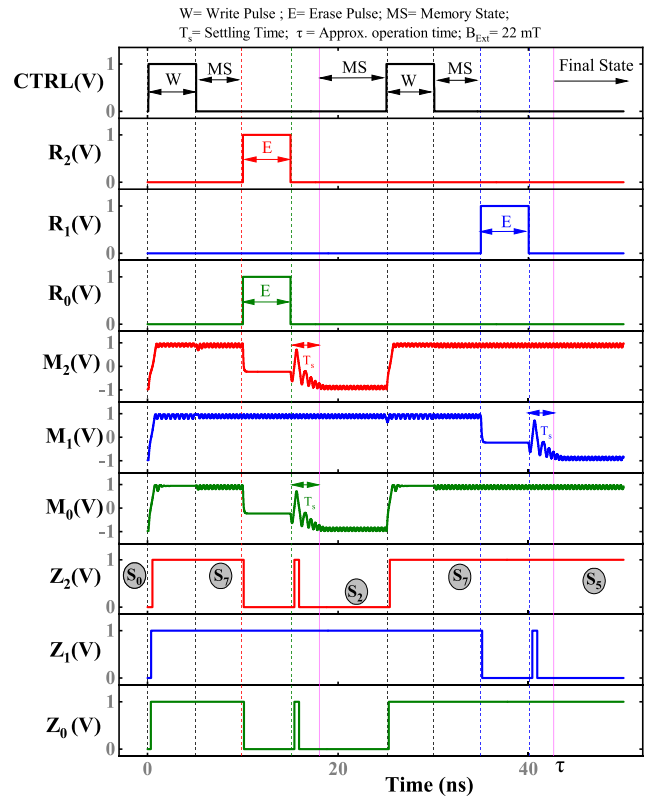 W= Write Pulse ; E= Erase Pulse; MS= Memory State;
Tₛ= Settling Time; τ = Approx. operation time; B_Ext= 22 mT
CTRL(V) 1 0 W MS MS W MS Final State
R₂(V) 1 0 E
R₁(V) 1 0 E
R₀(V) 1 0 E
M₂(V) 1 0 -1 Tₛ
M₁(V) 1 0 -1 Tₛ
M₀(V) 1 0 -1 Tₛ
Z₂(V) 1 0 S₀ S₇ S₂ S₇ S₅
Z₁(V) 1 0
Z₀(V) 1 0
0 20 40 τ
Time (ns)